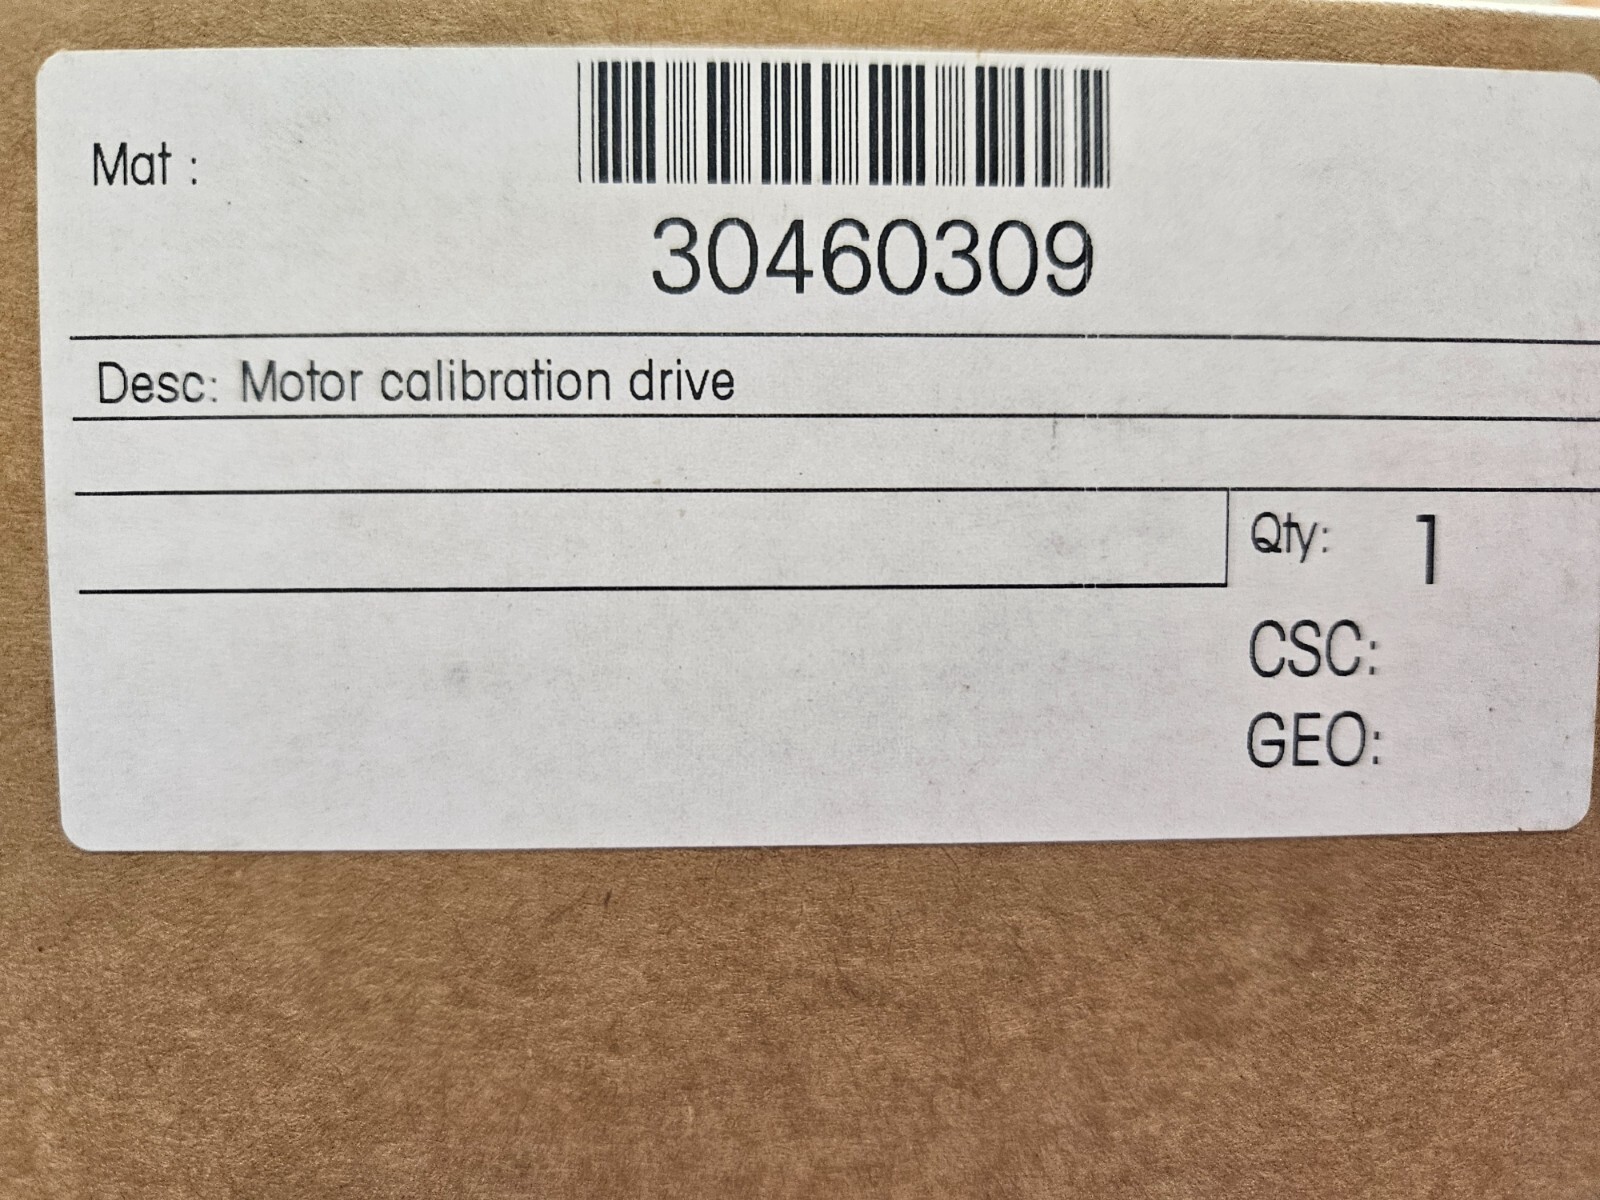 Mat :
30460309
Desc: Motor calibration drive
Qty: 1
CSC:
GEO: